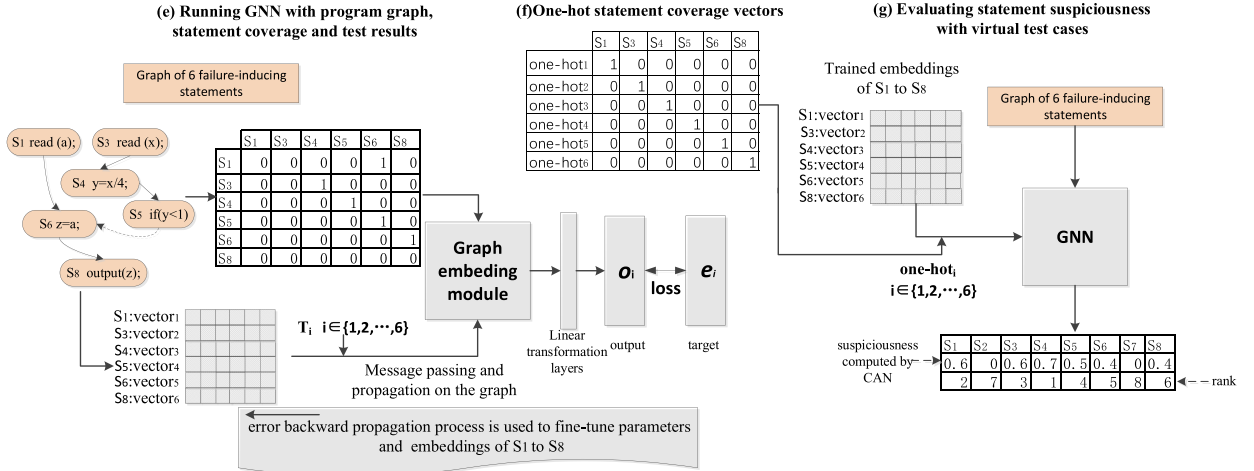 (e) Running GNN with program graph,
statement coverage and test results
Graph of 6 failure-inducing
statements
S1 read (a);
S3 read (x);
S4 y=x/4;
S5 if(y<1)
S6 z=a;
S8 output(z);
S1 S3 S4 S5 S6 S8
S1 0 0 0 0 1 0
S3 0 0 1 0 0 0
S4 0 0 0 1 0 0
S5 0 0 0 0 1 0
S6 0 0 0 0 0 1
S8 0 0 0 0 0 0
S1:vector1
S3:vector2
S4:vector3
S5:vector4
S6:vector5
S8:vector6
Ti i∈{1,2,⋯,6}
Message passing and
propagation on the graph
Graph
embeding
module
Linear
transformation
layers
oi
output
loss
ei
target
error backward propagation process is used to fine-tune parameters
and embeddings of S1 to S8
(f)One-hot statement coverage vectors
S1 S3 S4 S5 S6 S8
one-hot1 1 0 0 0 0 0
one-hot2 0 1 0 0 0 0
one-hot3 0 0 1 0 0 0
one-hot4 0 0 0 1 0 0
one-hot5 0 0 0 0 1 0
one-hot6 0 0 0 0 0 1
(g) Evaluating statement suspiciousness
with virtual test cases
Trained embeddings
of S1 to S8
S1:vector1
S3:vector2
S4:vector3
S5:vector4
S6:vector5
S8:vector6
Graph of 6 failure-inducing
statements
GNN
one-hoti
i∈{1,2,⋯,6}
suspiciousness
computed by
CAN
S1 S2 S3 S4 S5 S6 S7 S8
0.6 0 0.6 0.7 0.5 0.4 0 0.4
2 7 3 1 4 5 8 6
rank